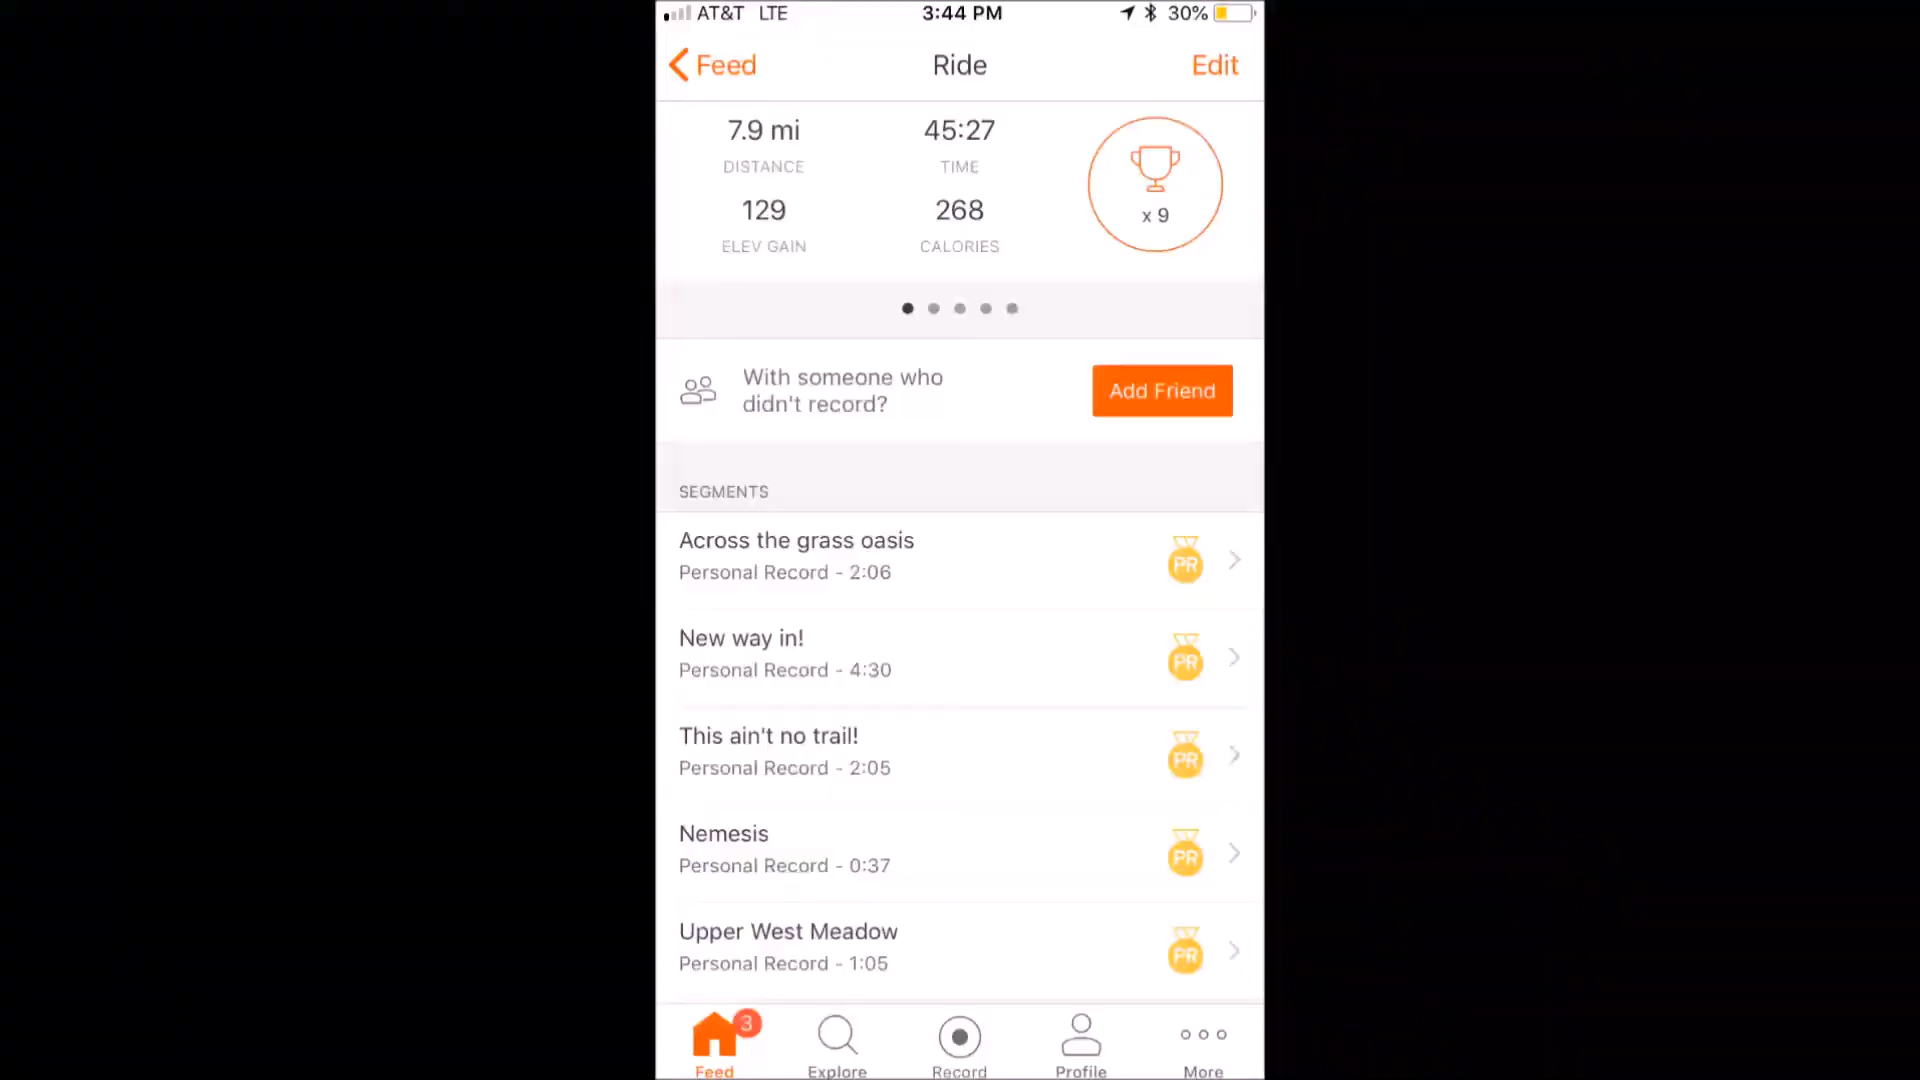 AT&T LTE 3:44 PM 30%
Feed Ride Edit
7.9 mi 45:27
DISTANCE TIME
x 9
129 268
ELEV GAIN CALORIES
With someone who
didn't record?
Add Friend
SEGMENTS
Across the grass oasis
Personal Record - 2:06
PR
New way in!
Personal Record - 4:30
PR
This ain't no trail!
Personal Record - 2:05
PR
Nemesis
Personal Record - 0:37
PR
Upper West Meadow
Personal Record - 1:05
PR
3
Feed Explore Record Profile More